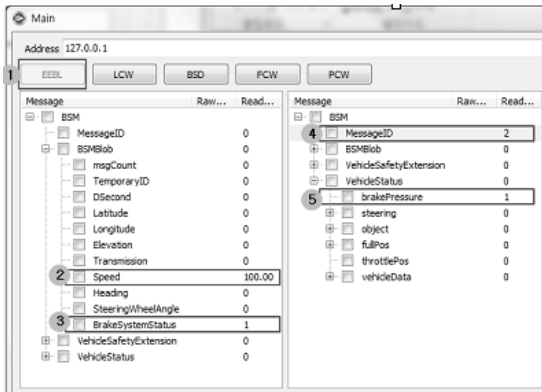 Main
Address 127.0.0.1
1 EEBL LCW BSD FCW PCW
Message Raw... Read...
BSM
MessageID 0
BSMBlob 0
msgCount 0
TemporaryID 0
DSecond 0
Latitude 0
Longitude 0
Elevation 0
Transmission 0
2 Speed 100.00
Heading 0
SteeringWheelAngle 0
3 BrakeSystemStatus 1
VehicleSafetyExtension 0
VehicleStatus 0
Message Raw... Read...
BSM
4 MessageID 2
BSMBlob 0
VehicleSafetyExtension 0
VehicleStatus 0
5 brakePressure 1
steering 0
object 0
fullPos 0
throttlePos 0
vehicleData 0